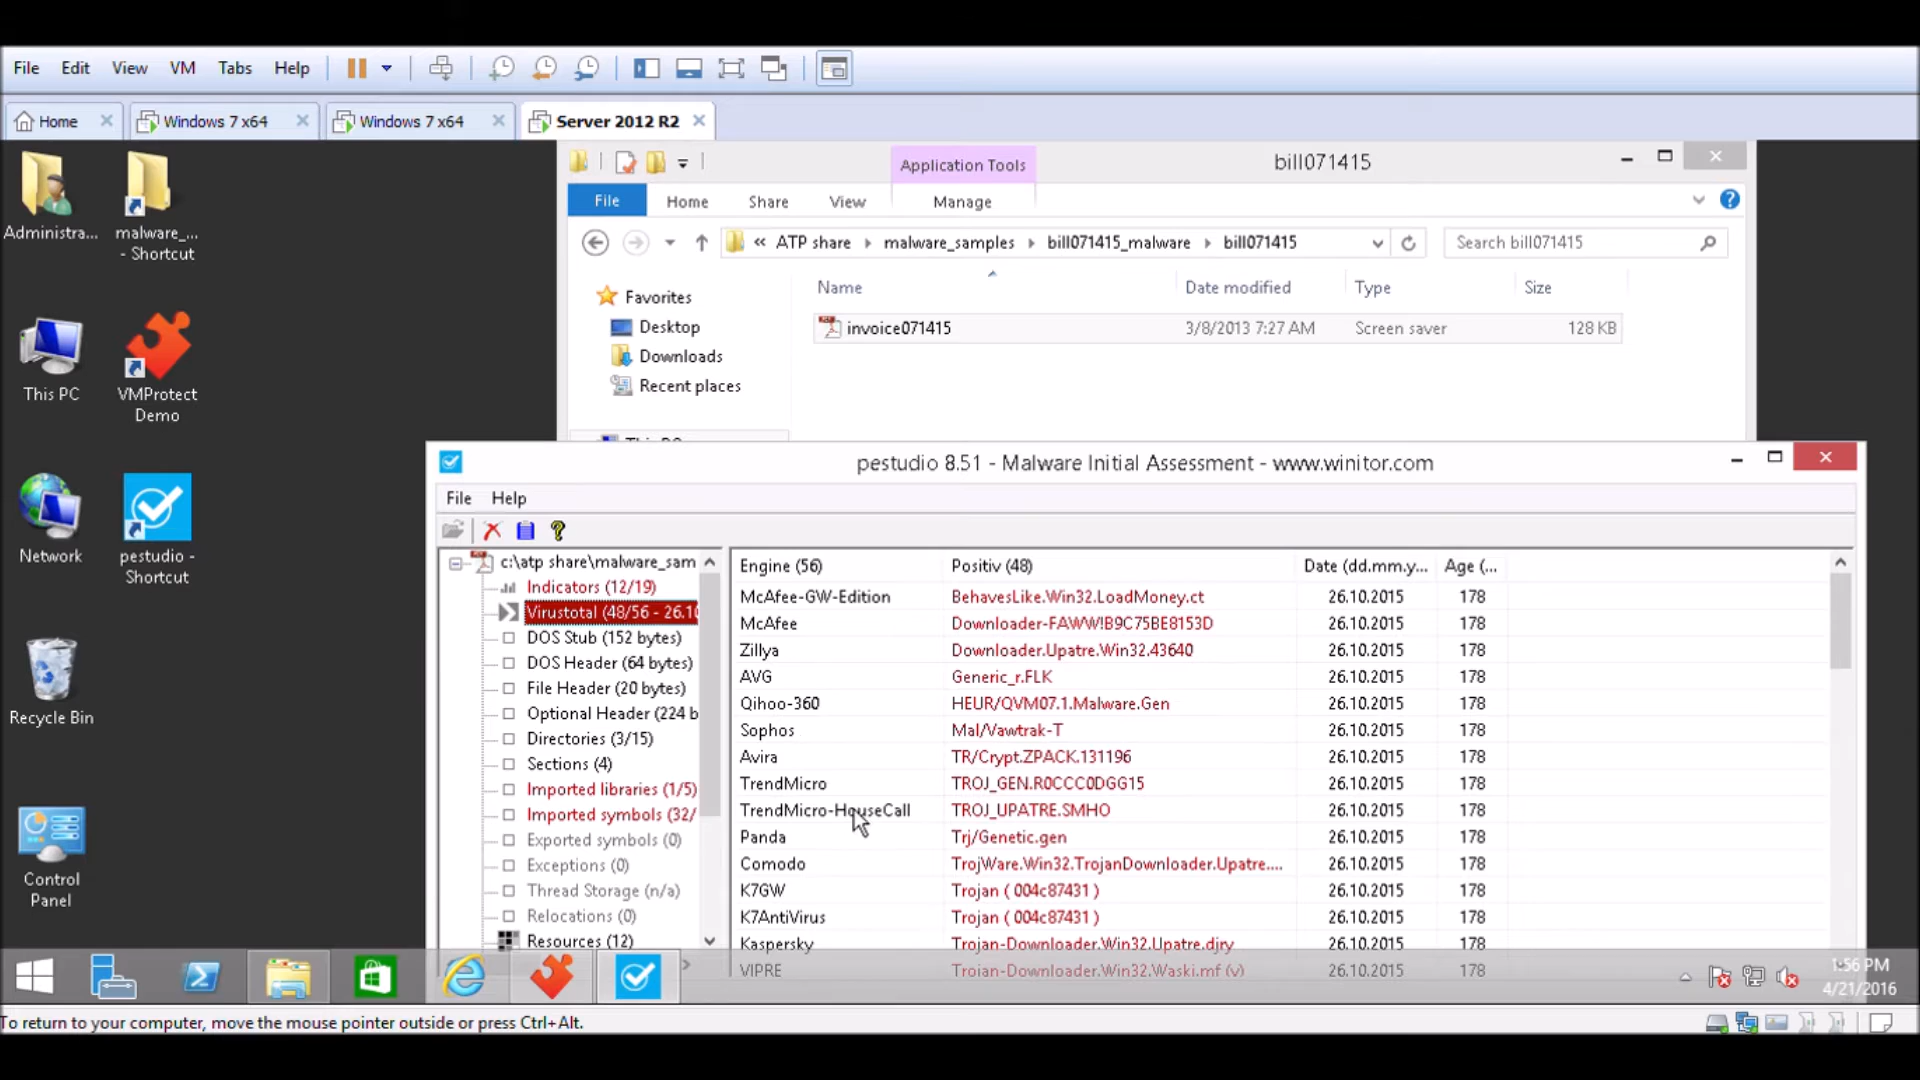 File Edit View VM Tabs Help
Home Windows 7 x64 Windows 7 x64 Server 2012 R2
Administra...
malware_...
- Shortcut
This PC
VMProtect
Demo
Network
pestudio -
Shortcut
Recycle Bin
Control
Panel
Application Tools bill071415
File Home Share View Manage
« ATP share malware_samples bill071415_malware bill071415 Search bill071415
Favorites
Desktop
Downloads
Recent places
Name Date modified Type Size
invoice071415 3/8/2013 7:27 AM Screen saver 128 KB
pestudio 8.51 - Malware Initial Assessment - www.winitor.com
File Help
c:\atp share\malware_sam
Indicators (12/19)
Virustotal (48/56 - 26.10
DOS Stub (152 bytes)
DOS Header (64 bytes)
File Header (20 bytes)
Optional Header (224 b
Directories (3/15)
Sections (4)
Imported libraries (1/5)
Imported symbols (32/
Exported symbols (0)
Exceptions (0)
Thread Storage (n/a)
Relocations (0)
Resources (12)
Engine (56) Positiv (48) Date (dd.mm.y... Age (...
McAfee-GW-Edition BehavesLike.Win32.LoadMoney.ct 26.10.2015 178
McAfee Downloader-FAWW!B9C75BE8153D 26.10.2015 178
Zillya Downloader.Upatre.Win32.43640 26.10.2015 178
AVG Generic_r.FLK 26.10.2015 178
Qihoo-360 HEUR/QVM07.1.Malware.Gen 26.10.2015 178
Sophos Mal/Vawtrak-T 26.10.2015 178
Avira TR/Crypt.ZPACK.131196 26.10.2015 178
TrendMicro TROJ_GEN.R0CCC0DGG15 26.10.2015 178
TrendMicro-HouseCall TROJ_UPATRE.SMHO 26.10.2015 178
Panda Trj/Genetic.gen 26.10.2015 178
Comodo TrojWare.Win32.TrojanDownloader.Upatre.... 26.10.2015 178
K7GW Trojan ( 004c87431 ) 26.10.2015 178
K7AntiVirus Trojan ( 004c87431 ) 26.10.2015 178
Kaspersky Trojan-Downloader.Win32.Upatre.djry 26.10.2015 178
VIPRE Trojan-Downloader.Win32.Waski.mf (v) 26.10.2015 178
1:56 PM
4/21/2016
To return to your computer, move the mouse pointer outside or press Ctrl+Alt.